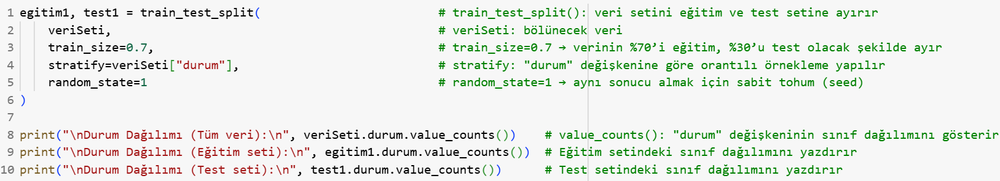 1 egitim1, test1 = train_test_split( # train_test_split(): veri setini eğitim ve test setine ayırır
2 veriSeti, # veriSeti: bölünecek veri
3 train_size=0.7, # train_size=0.7 → verinin %70’i eğitim, %30’u test olacak şekilde ayır
4 stratify=veriSeti["durum"], # stratify: "durum" değişkenine göre orantılı örnekleme yapılır
5 random_state=1 # random_state=1 → aynı sonucu almak için sabit tohum (seed)
6 )
7
8 print("\nDurum Dağılımı (Tüm veri):\n", veriSeti.durum.value_counts()) # value_counts(): "durum" değişkeninin sınıf dağılımını gösterir
9 print("\nDurum Dağılımı (Eğitim seti):\n", egitim1.durum.value_counts()) # Eğitim setindeki sınıf dağılımını yazdırır
10 print("\nDurum Dağılımı (Test seti):\n", test1.durum.value_counts()) # Test setindeki sınıf dağılımını yazdırır